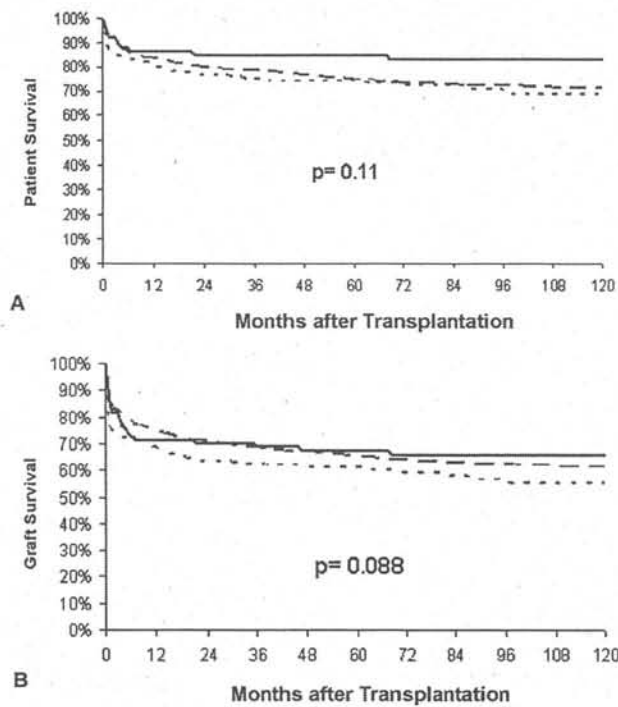 Patient Survival
100%
90%
80%
70%
60%
50%
40%
30%
20%
10%
0%
p= 0.11
0 12 24 36 48 60 72 84 96 108 120
A
Months after Transplantation
Graft Survival
100%
90%
80%
70%
60%
50%
40%
30%
20%
10%
0%
p= 0.088
0 12 24 36 48 60 72 84 96 108 120
B
Months after Transplantation